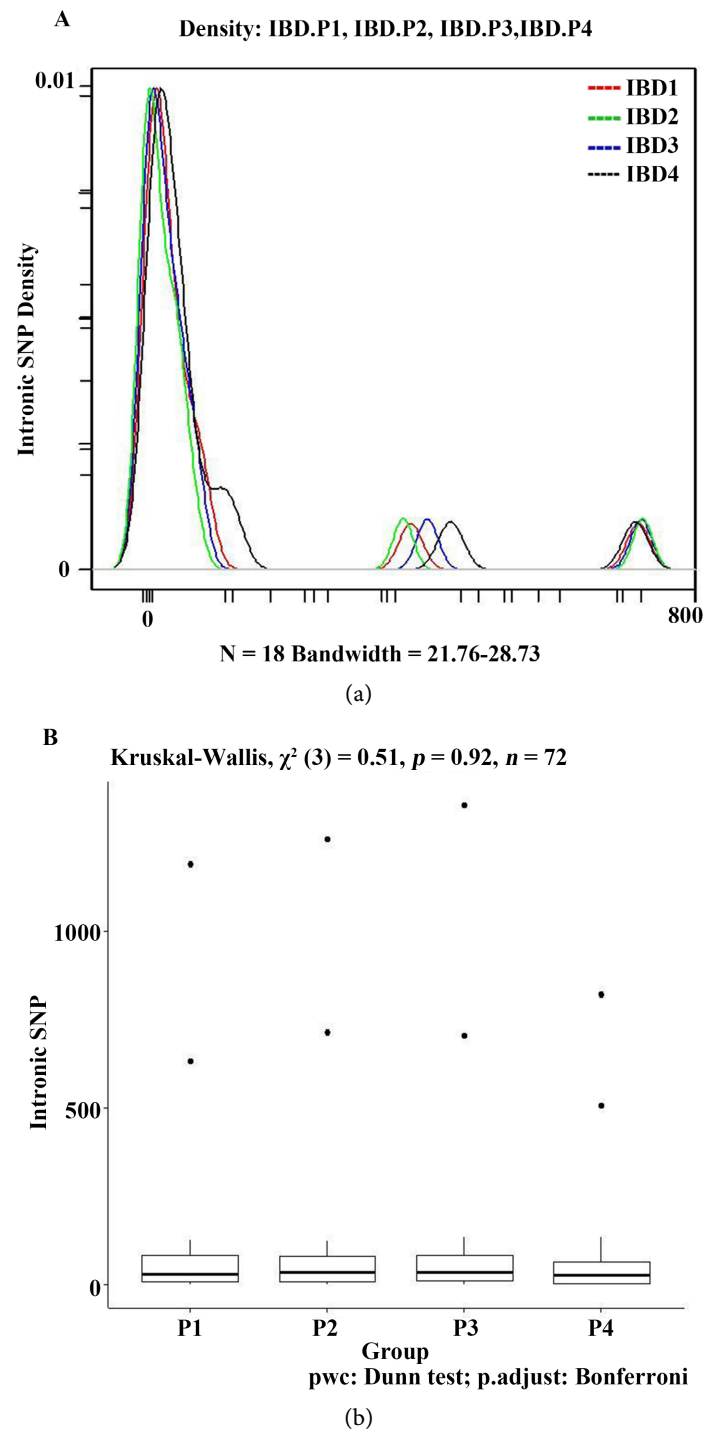 A
Density: IBD.P1, IBD.P2, IBD.P3,IBD.P4
0.01
IBD1
IBD2
IBD3
IBD4
Intronic SNP Density
0
0
800
N = 18 Bandwidth = 21.76-28.73
(a)
B
Kruskal-Wallis, χ² (3) = 0.51, p = 0.92, n = 72
Intronic SNP
1000
500
0
P1
P2
P3
P4
Group
pwc: Dunn test; p.adjust: Bonferroni
(b)